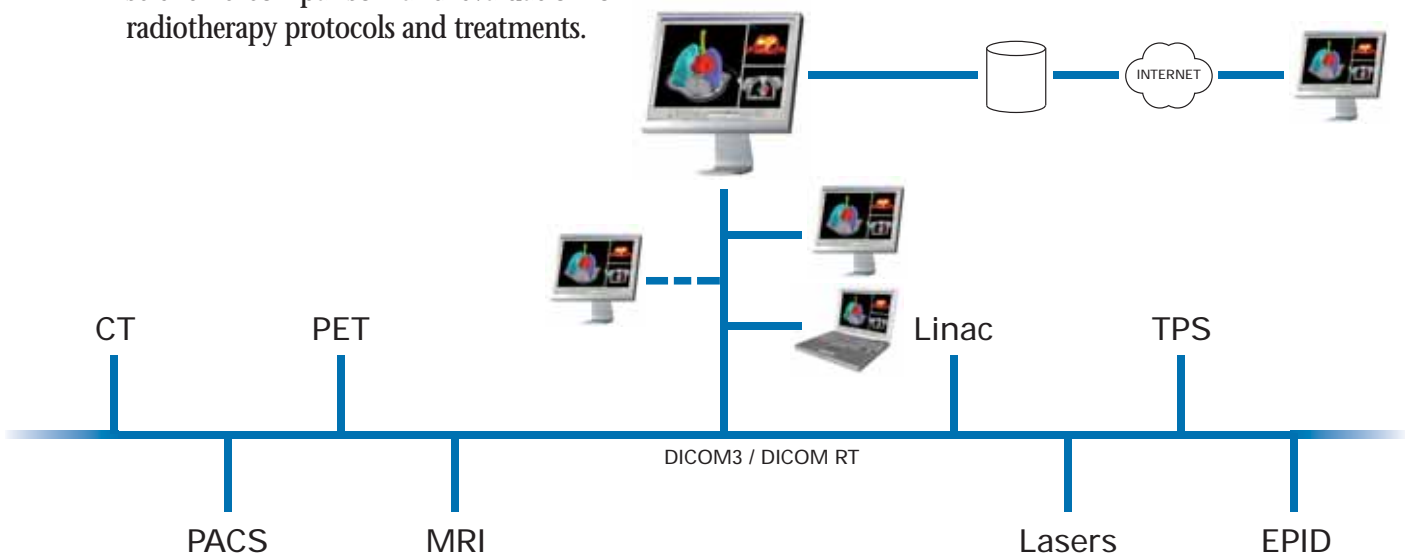 radiotherapy protocols and treatments.
INTERNET
CT
PET
Linac
TPS
DICOM3 / DICOM RT
PACS
MRI
Lasers
EPID